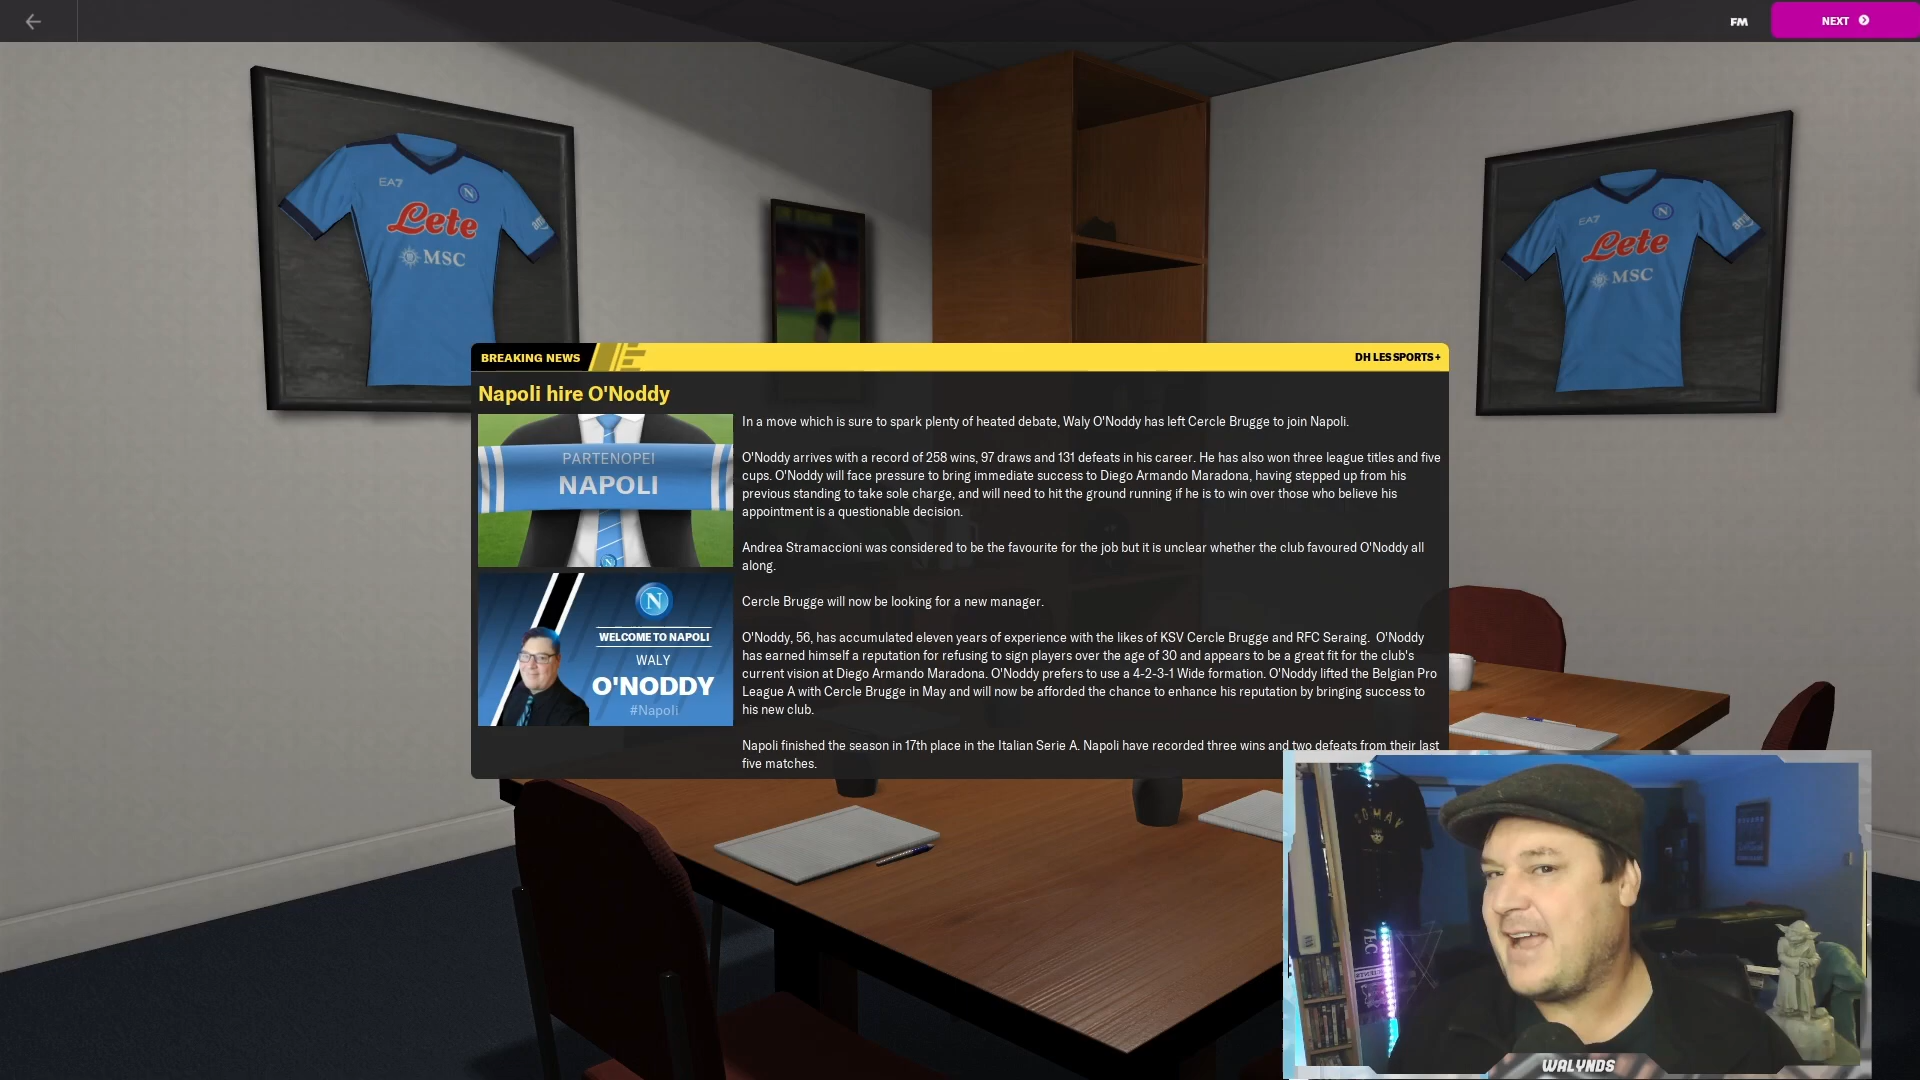 FM
NEXT
EA7
Lete
MSC
EA7
Lete
MSC
BREAKING NEWS
DH LES SPORTS +
Napoli hire O'Noddy
PARTENOPEI
NAPOLI
N
WELCOME TO NAPOLI
WALY
O'NODDY
#Napoli
In a move which is sure to spark plenty of heated debate, Waly O'Noddy has left Cercle Brugge to join Napoli.
O'Noddy arrives with a record of 258 wins, 97 draws and 131 defeats in his career. He has also won three league titles and five
cups. O'Noddy will face pressure to bring immediate success to Diego Armando Maradona, having stepped up from his
previous standing to take sole charge, and will need to hit the ground running if he is to win over those who believe his
appointment is a questionable decision.
Andrea Stramaccioni was considered to be the favourite for the job but it is unclear whether the club favoured O'Noddy all
along.
Cercle Brugge will now be looking for a new manager.
O'Noddy, 56, has accumulated eleven years of experience with the likes of KSV Cercle Brugge and RFC Seraing. O'Noddy
has earned himself a reputation for refusing to sign players over the age of 30 and appears to be a great fit for the club's
current vision at Diego Armando Maradona. O'Noddy prefers to use a 4-2-3-1 Wide formation. O'Noddy lifted the Belgian Pro
League A with Cercle Brugge in May and will now be afforded the chance to enhance his reputation by bringing success to
his new club.
Napoli finished the season in 17th place in the Italian Serie A. Napoli have recorded three wins and two defeats from their last
five matches.
WALYNDS